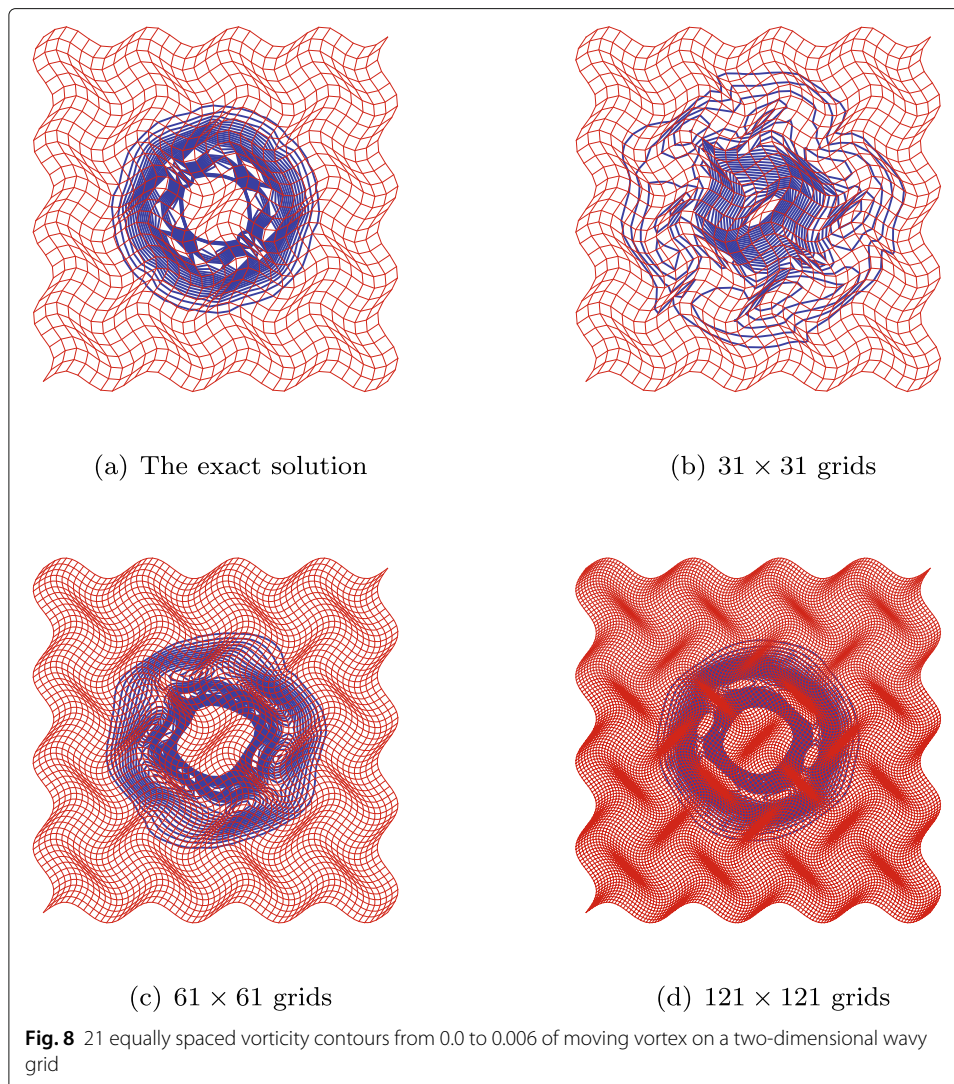 (a) The exact solution
(b) 31 × 31 grids
(c) 61 × 61 grids
(d) 121 × 121 grids
Fig. 8 21 equally spaced vorticity contours from 0.0 to 0.006 of moving vortex on a two-dimensional wavy
grid